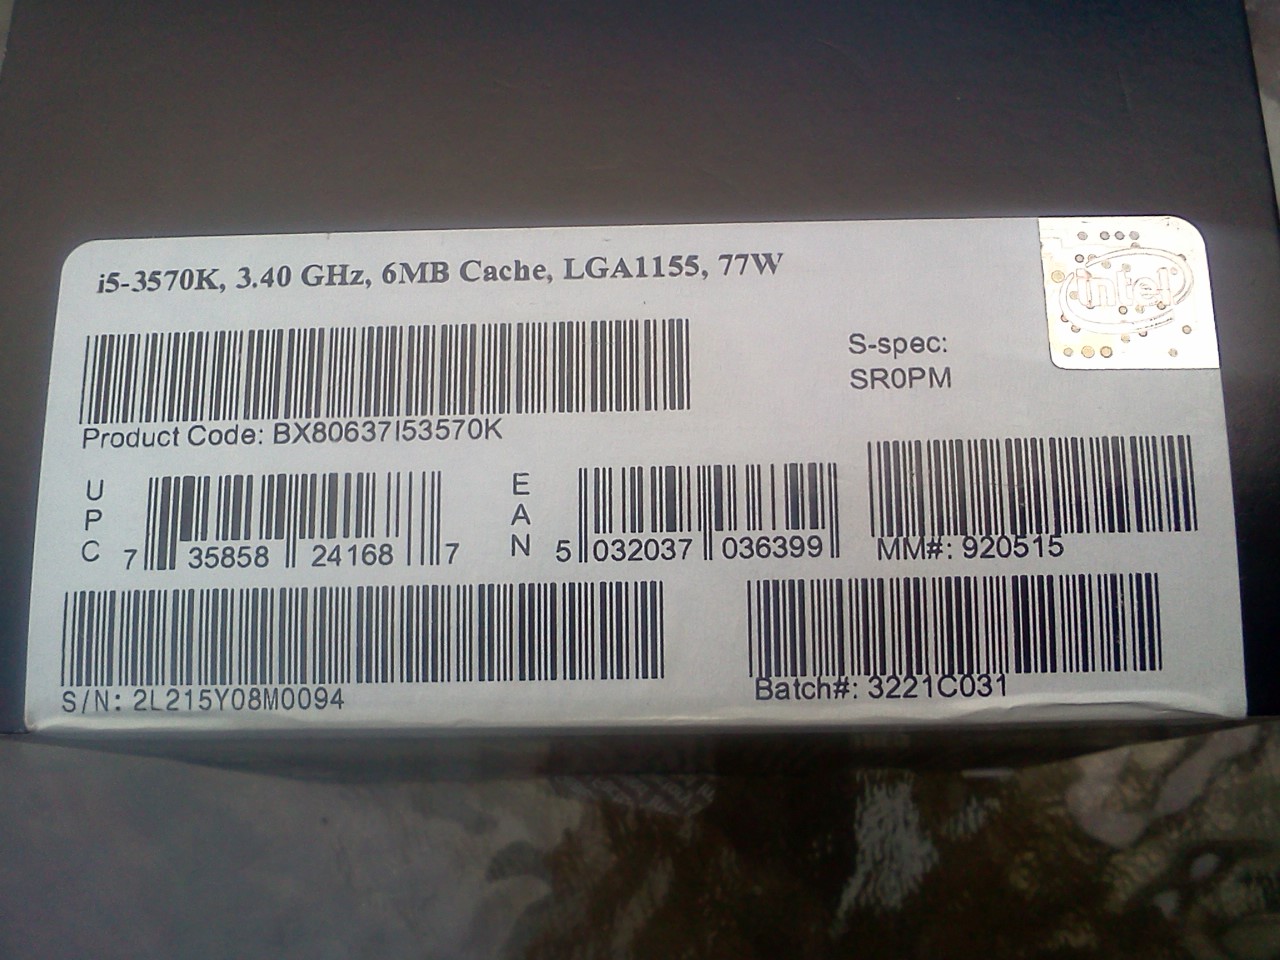 i5-3570K, 3.40 GHz, 6MB Cache, LGA1155, 77W
intel
S-spec:
SR0PM
Product Code: BX80637I53570K
UPC
7 35858 24168 7
EAN
5 032037 036399
MM#: 920515
S/N: 2L215Y08M0094
Batch#: 3221C031